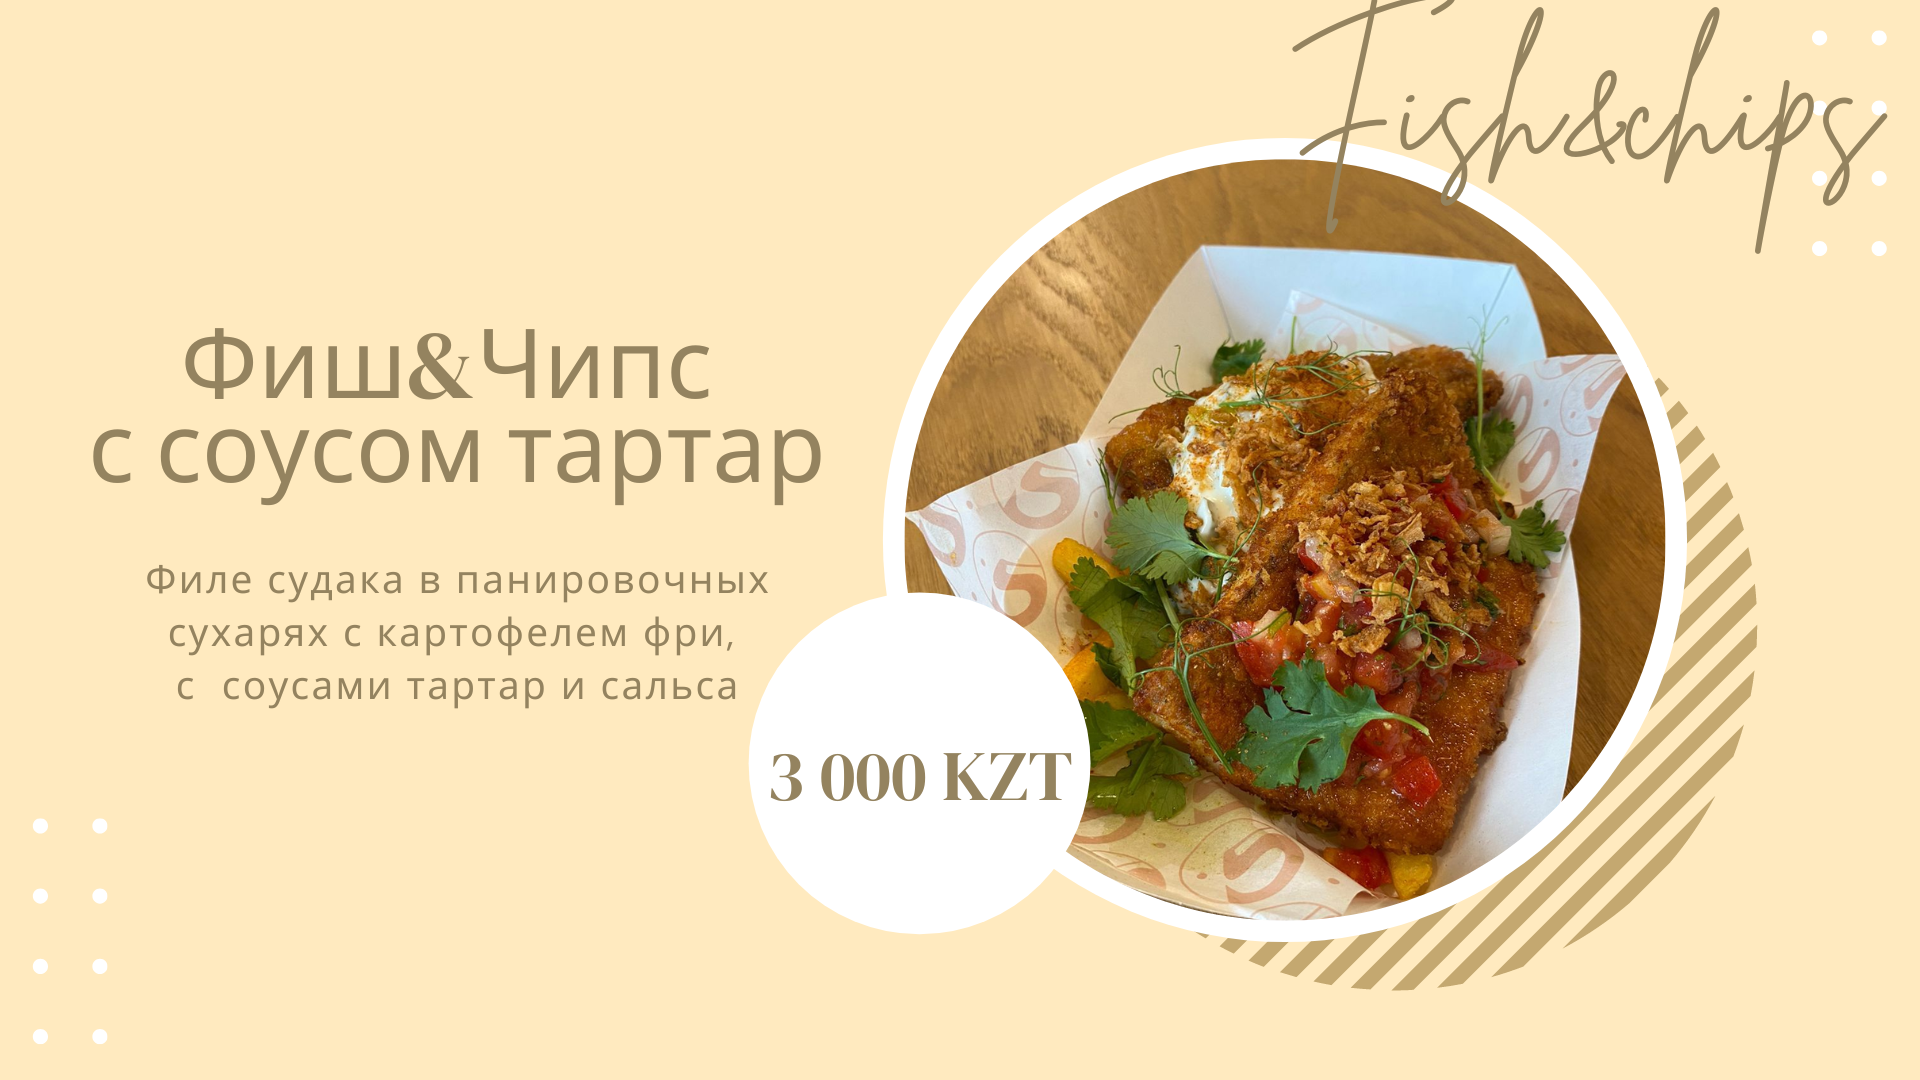 Fish&chips
Фиш&Чипс
с соусом тартар
Филе судака в панировочных
сухарях с картофелем фри,
с  соусами тартар и сальса
3 000 KZT